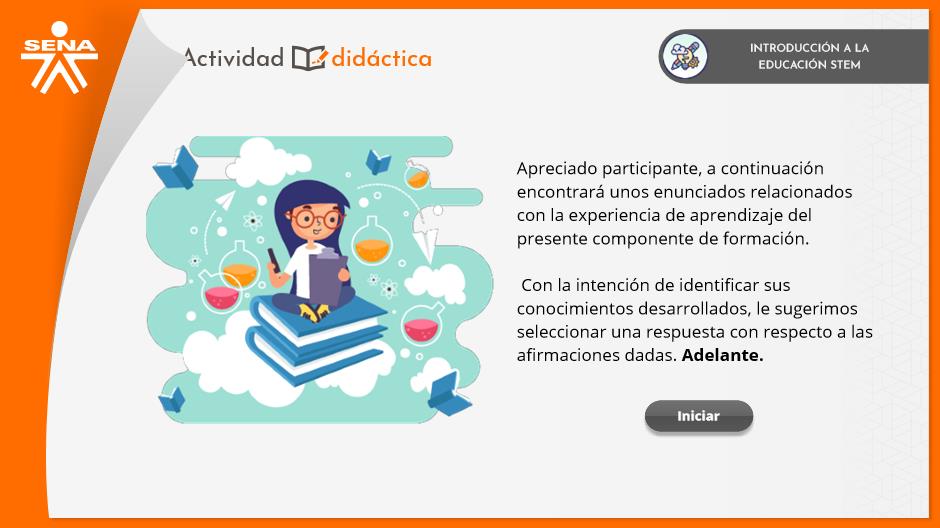 SENA
Actividad didáctica
INTRODUCCIÓN A LA
EDUCACIÓN STEM
Apreciado participante, a continuación
encontrará unos enunciados relacionados
con la experiencia de aprendizaje del
presente componente de formación.
Con la intención de identificar sus
conocimientos desarrollados, le sugerimos
seleccionar una respuesta con respecto a las
afirmaciones dadas. Adelante.
Iniciar